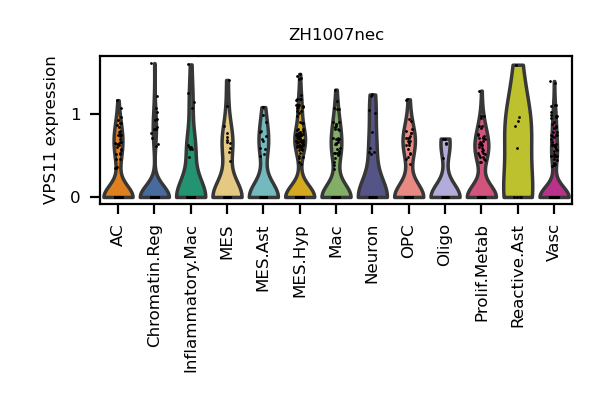 ZH1007nec
VPS11 expression
1
0
AC
Chromatin.Reg
Inflammatory.Mac
MES
MES.Ast
MES.Hyp
Mac
Neuron
OPC
Oligo
Prolif.Metab
Reactive.Ast
Vasc